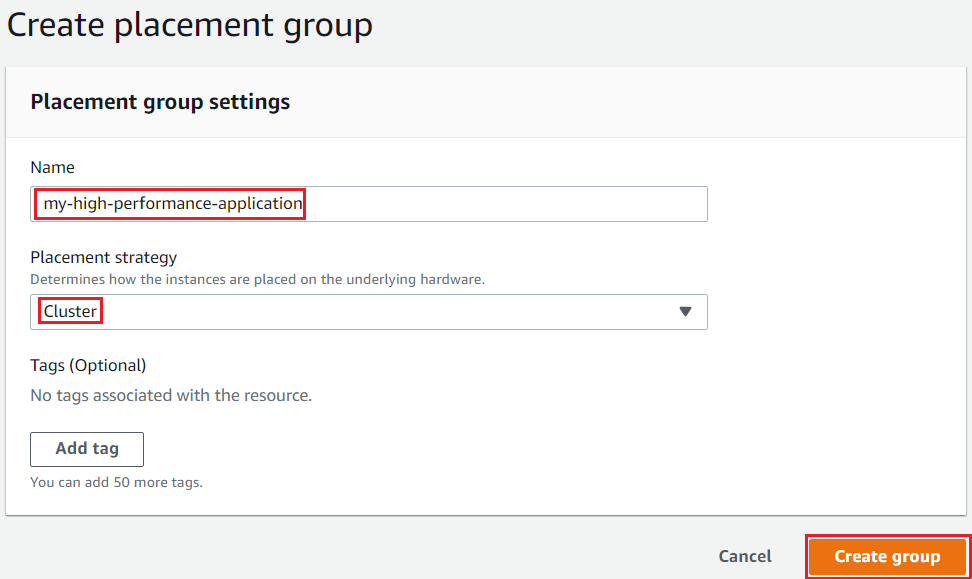 Create placement group
Placement group settings
Name
my-high-performance-application
Placement strategy
Determines how the instances are placed on the underlying hardware.
Cluster
Tags (Optional)
No tags associated with the resource.
Add tag
You can add 50 more tags.
Cancel
Create group